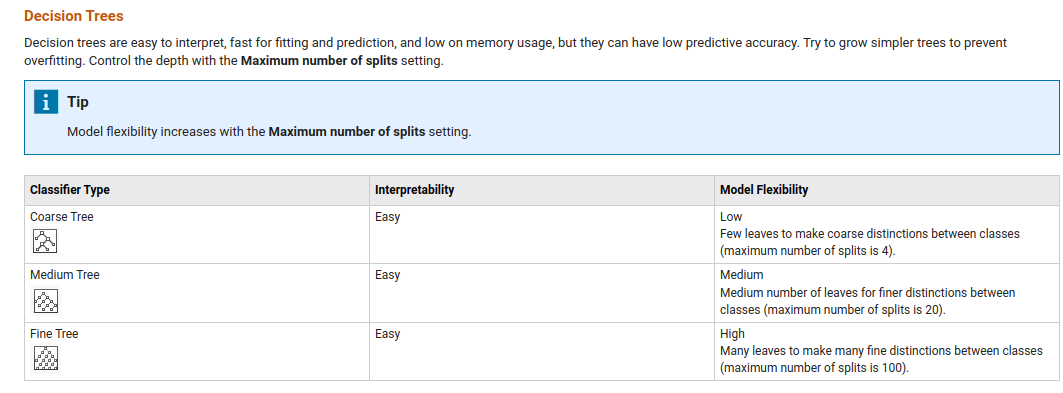 Decision Trees
Decision trees are easy to interpret, fast for fitting and prediction, and low on memory usage, but they can have low predictive accuracy. Try to grow simpler trees to prevent
overfitting. Control the depth with the Maximum number of splits setting.
Tip
Model flexibility increases with the Maximum number of splits setting.
Classifier Type Interpretability Model Flexibility
Coarse Tree Easy Low
Few leaves to make coarse distinctions between classes
(maximum number of splits is 4).
Medium Tree Easy Medium
Medium number of leaves for finer distinctions between
classes (maximum number of splits is 20).
Fine Tree Easy High
Many leaves to make many fine distinctions between classes
(maximum number of splits is 100).